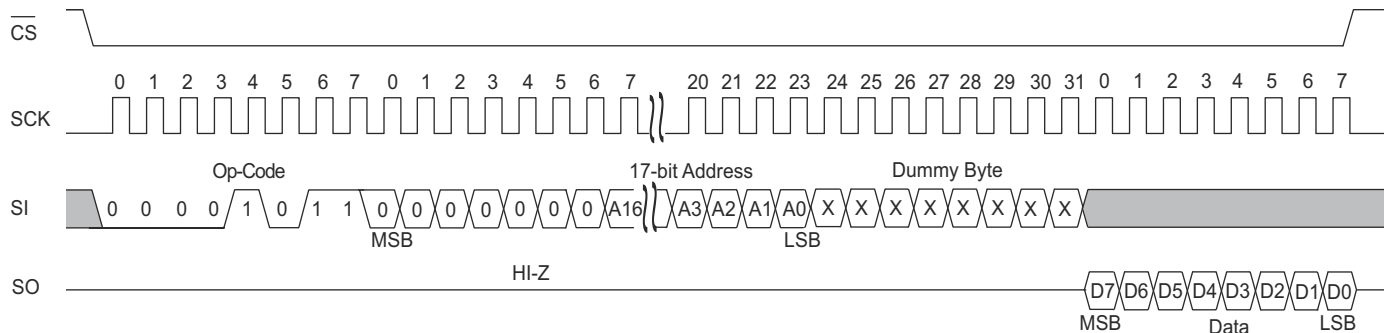 CS
0 1 2 3 4 5 6 7 0 1 2 3 4 5 6 7 20 21 22 23 24 25 26 27 28 29 30 31 0 1 2 3 4 5 6 7
SCK
Op-Code 17-bit Address Dummy Byte
SI 0 0 0 0 1 0 1 1 0 0 0 0 0 0 0 A16 A3 A2 A1 A0 X X X X X X X X
MSB LSB
HI-Z
SO D7 D6 D5 D4 D3 D2 D1 D0
MSB Data LSB